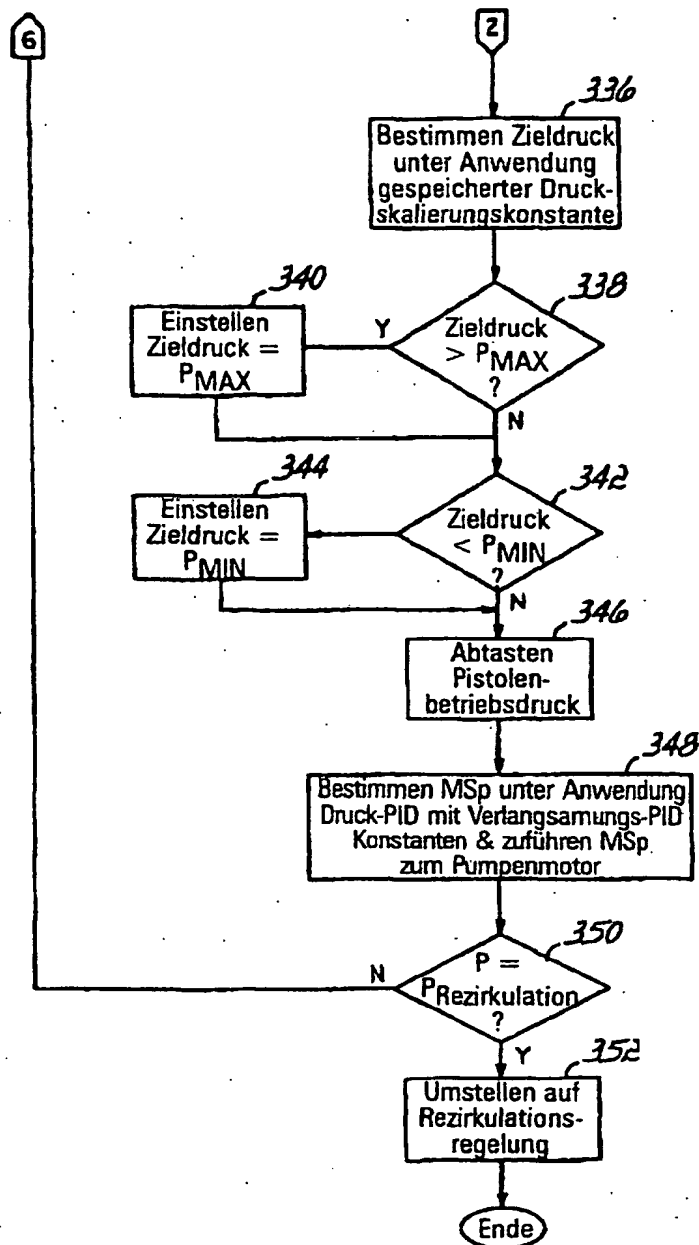 6
2
336
Bestimmen Zieldruck
unter Anwendung
gespeicherter Druck-
skalierungskonstante
340
338
Einstellen
Zieldruck =
PMAX
Y
Zieldruck
> PMAX
?
N
344
342
Einstellen
Zieldruck =
PMIN
Zieldruck
< PMIN
?
N
346
Abtasten
Pistolen-
betriebsdruck
348
Bestimmen MSp unter Anwendung
Druck-PID mit Verlangsamungs-PID
Konstanten & zuführen MSp
zum Pumpenmotor
350
N
P =
PRezirkulation
?
Y
352
Umstellen auf
Rezirkulations-
regelung
Ende